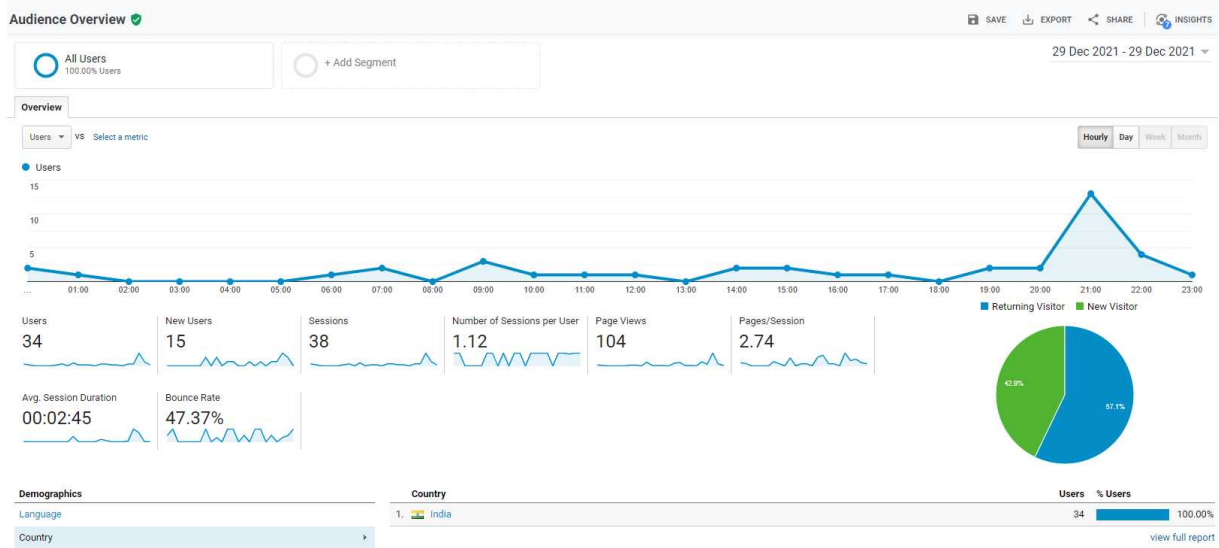 Audience Overview
SAVE EXPORT SHARE INSIGHTS
7
All Users
100.00% Users
+ Add Segment
29 Dec 2021 - 29 Dec 2021
Overview
Users VS Select a metric
Hourly Day Week Month
Users
15
10
5
... 01:00 02:00 03:00 04:00 05:00 06:00 07:00 08:00 09:00 10:00 11:00 12:00 13:00 14:00 15:00 16:00 17:00 18:00 19:00 20:00 21:00 22:00 23:00
Returning Visitor New Visitor
Users New Users Sessions Number of Sessions per User Page Views Pages/Session
34 15 38 1.12 104 2.74
42.9%
57.1%
Avg. Session Duration Bounce Rate
00:02:45 47.37%
Demographics Country Users % Users
Language 1. India 34 100.00%
Country view full report